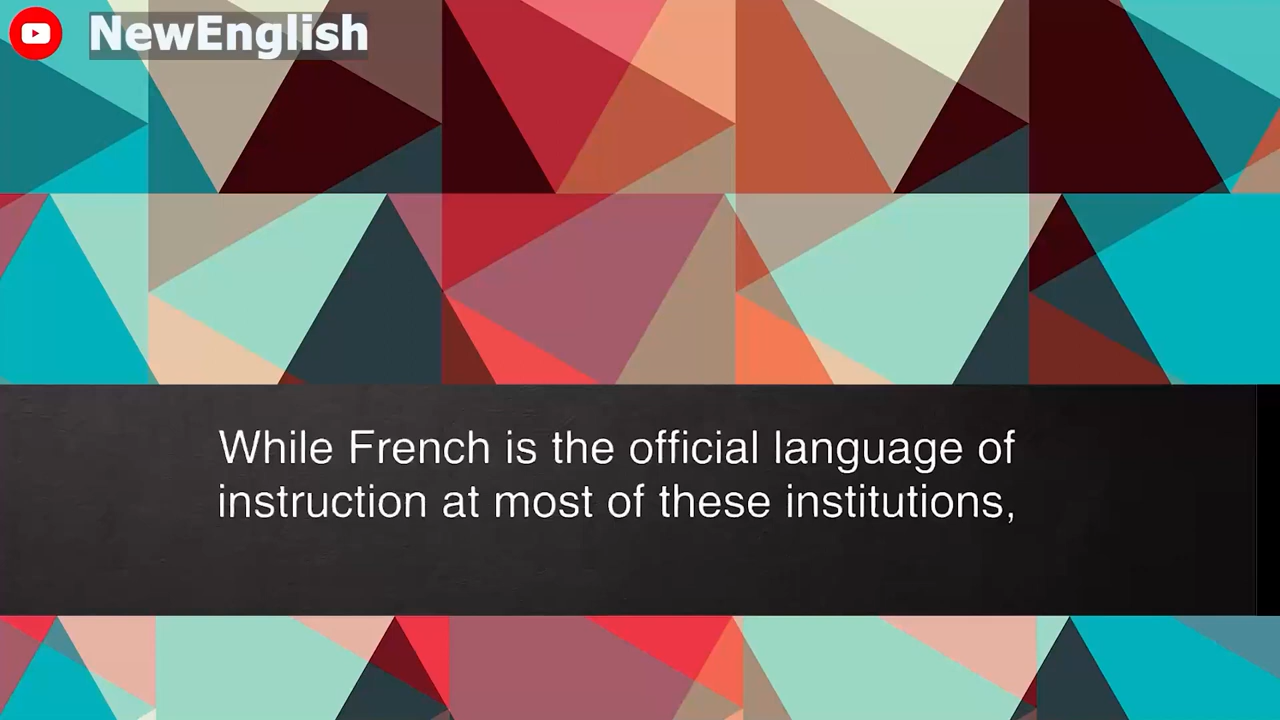 NewEnglish
While French is the official language of
instruction at most of these institutions,